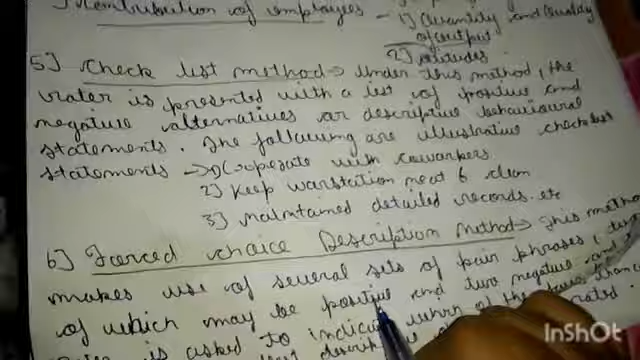 of employees - 1) Quantity and Quality
of output
2) Attitudes
5] Check list method → Under this method, the
rater is presented with a list of positive and
negative alternatives or descriptive behavioural
statements. The following are illustrative checklist
statements → 1) Cooperate with coworkers
2) Keep workstation neat & clean
3) Maintained detailed records. etc
6] Forced choice Description Method → This method
makes use of several sets of pair phrases,
of which may be positive and two negative and
is asked to indicate of the
InShOt